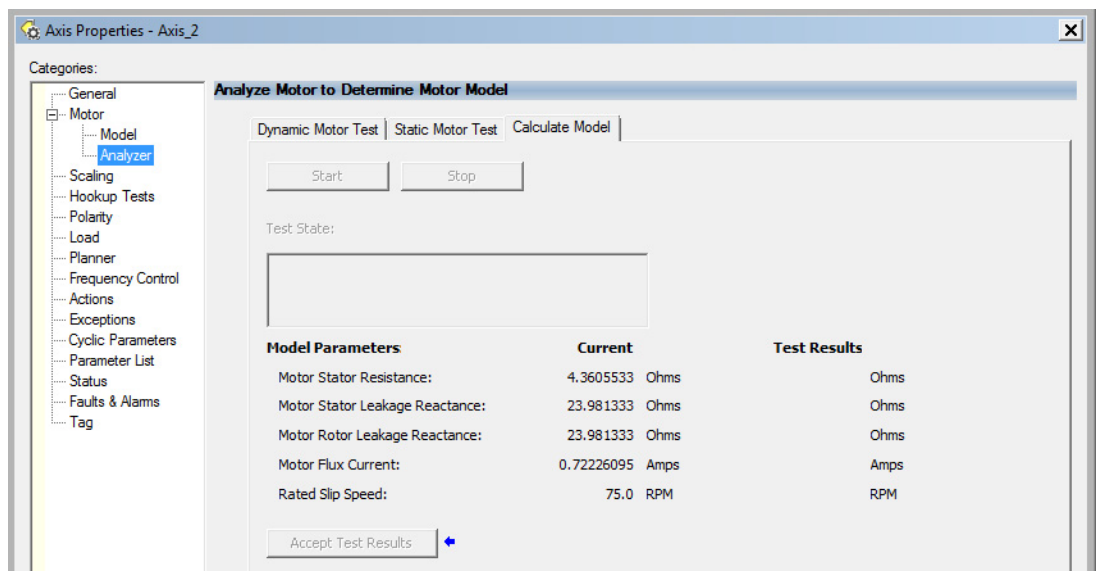 Axis Properties - Axis_2
Categories:
General
Motor
Model
Analyzer
Scaling
Hookup Tests
Polarity
Load
Planner
Frequency Control
Actions
Exceptions
Cyclic Parameters
Parameter List
Status
Faults & Alarms
Tag
Analyze Motor to Determine Motor Model
Dynamic Motor Test Static Motor Test Calculate Model
Start Stop
Test State:
Model Parameters: Current Test Results
Motor Stator Resistance: 4.3605533 Ohms Ohms
Motor Stator Leakage Reactance: 23.981333 Ohms Ohms
Motor Rotor Leakage Reactance: 23.981333 Ohms Ohms
Motor Flux Current: 0.72226095 Amps Amps
Rated Slip Speed: 75.0 RPM RPM
Accept Test Results